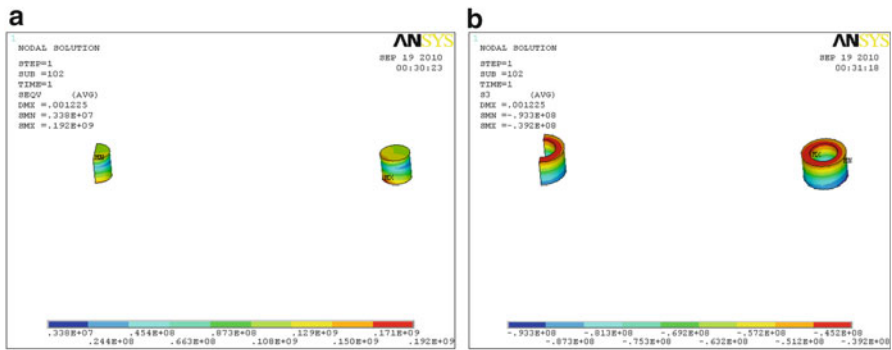 a
1
NODAL SOLUTION
STEP=1
SUB =102
TIME=1
SEQV (AVG)
DMX =.001225
SMN =.338E+07
SMX =.192E+09
ANSYS
SEP 19 2010
00:30:23
MN
MX
.338E+07 .454E+08 .873E+08 .129E+09 .171E+09
.244E+08 .663E+08 .108E+09 .150E+09 .192E+09
b
1
NODAL SOLUTION
STEP=1
SUB =102
TIME=1
S3 (AVG)
DMX =.001225
SMN =-.933E+08
SMX =-.392E+08
ANSYS
SEP 19 2010
00:31:18
MX
MN
-.933E+08 -.813E+08 -.692E+08 -.572E+08 -.452E+08
-.873E+08 -.753E+08 -.632E+08 -.512E+08 -.392E+08